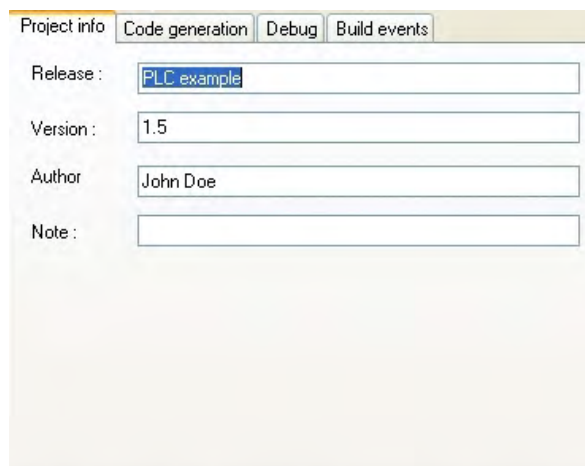 Project info Code generation Debug Build events
Release : PLC example
Version : 1.5
Author John Doe
Note :